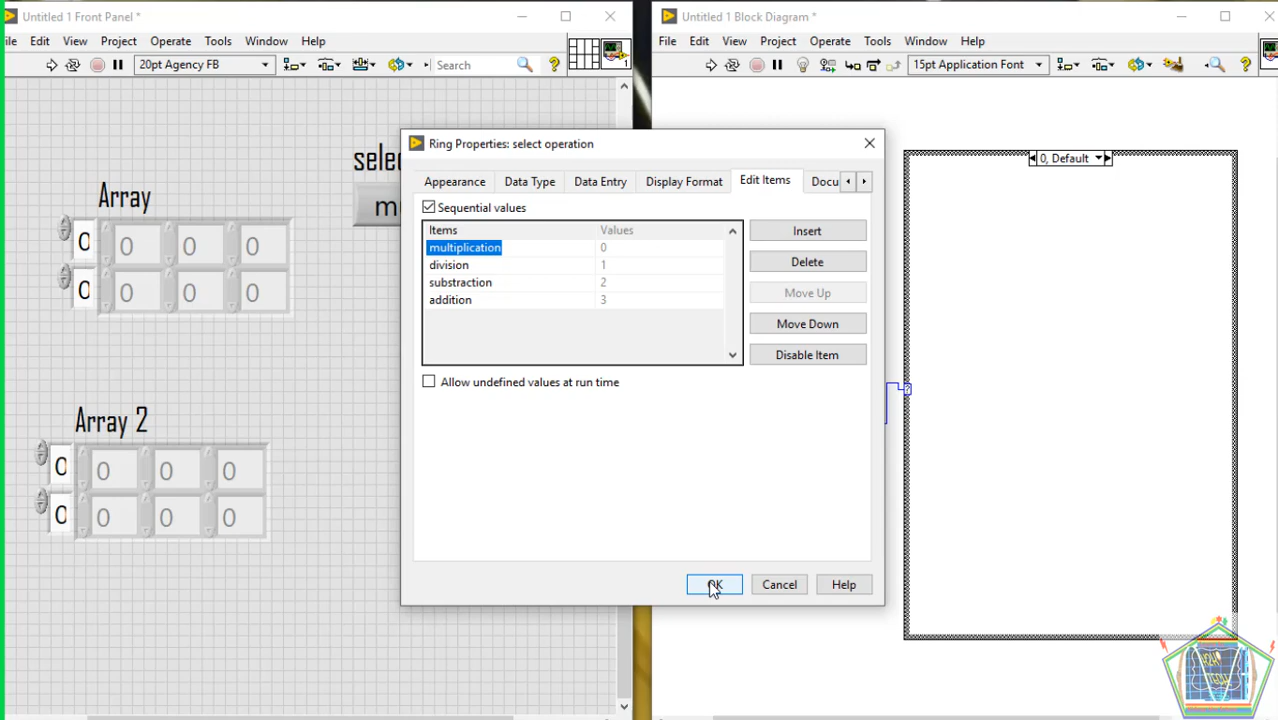 Untitled 1 Front Panel *
File Edit View Project Operate Tools Window Help
20pt Agency FB
Search
Array
0 0 0 0
0 0 0 0
Array 2
0 0 0 0
0 0 0 0
Untitled 1 Block Diagram *
File Edit View Project Operate Tools Window Help
15pt Application Font
0, Default
Ring Properties: select operation
Appearance Data Type Data Entry Display Format Edit Items Docu
Sequential values
Items Values
multiplication 0
division 1
substraction 2
addition 3
Insert
Delete
Move Up
Move Down
Disable Item
Allow undefined values at run time
OK Cancel Help